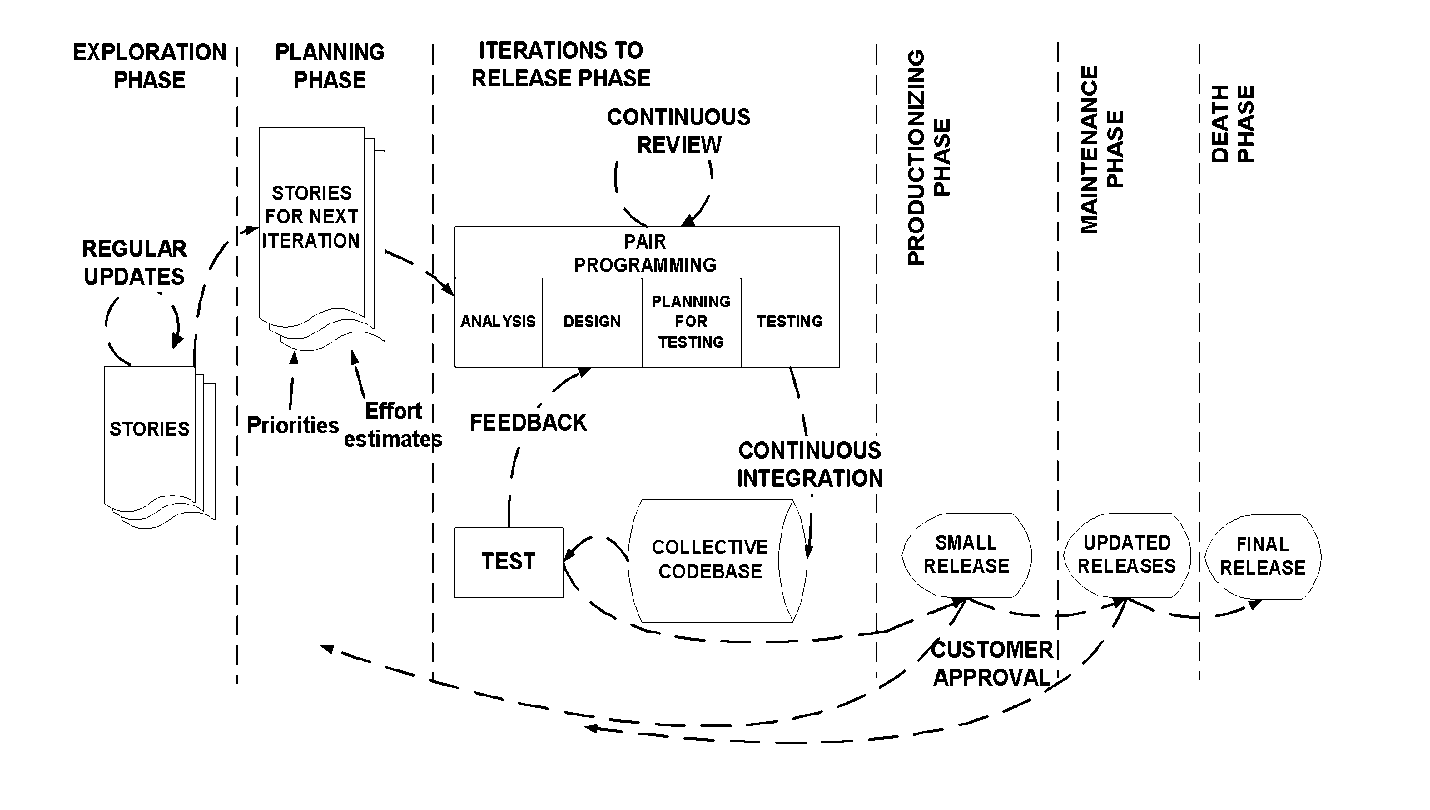 EXPLORATION
PHASE
PLANNING
PHASE
ITERATIONS TO
RELEASE PHASE
PRODUCTIONIZING
PHASE
MAINTENANCE
PHASE
DEATH
PHASE
REGULAR
UPDATES
STORIES
STORIES
FOR NEXT
ITERATION
Priorities
Effort
estimates
CONTINUOUS
REVIEW
PAIR
PROGRAMMING
ANALYSIS
DESIGN
PLANNING
FOR
TESTING
TESTING
FEEDBACK
CONTINUOUS
INTEGRATION
TEST
COLLECTIVE
CODEBASE
SMALL
RELEASE
UPDATED
RELEASES
FINAL
RELEASE
CUSTOMER
APPROVAL